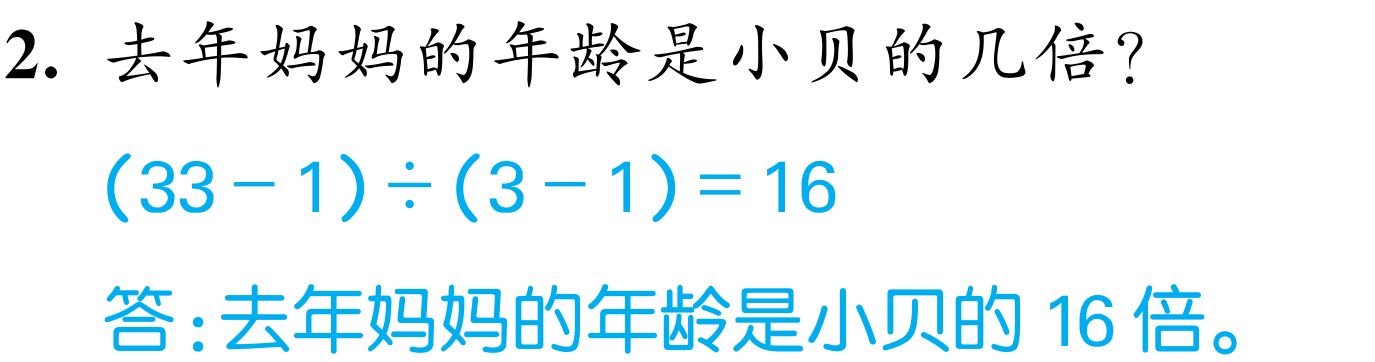 2. 去年妈妈的年龄是小贝的几倍?
(33－1)÷(3－1)＝16
答:去年妈妈的年龄是小贝的 16 倍。